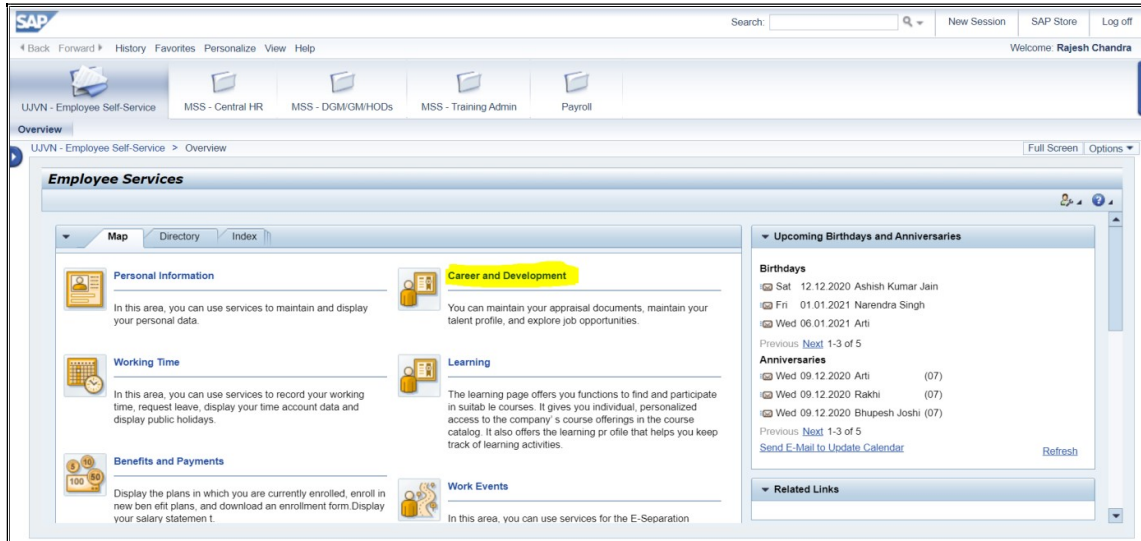 SAP
Search:
New Session
SAP Store
Log off
Back Forward History Favorites Personalize View Help
Welcome: Rajesh Chandra
UJVN - Employee Self-Service
MSS - Central HR
MSS - DGM/GM/HODs
MSS - Training Admin
Payroll
Overview
UJVN - Employee Self-Service > Overview
Full Screen
Options
Employee Services
Map
Directory
Index
Personal Information
In this area, you can use services to maintain and display
your personal data.
Career and Development
You can maintain your appraisal documents, maintain your
talent profile, and explore job opportunities.
Working Time
In this area, you can use services to record your working
time, request leave, display your time account data and
display public holidays.
Learning
The learning page offers you functions to find and participate
in suitab le courses. It gives you individual, personalized
access to the company' s course offerings in the course
catalog. It also offers the learning pr ofile that helps you keep
track of learning activities.
5 10
100 50
Benefits and Payments
Display the plans in which you are currently enrolled, enroll in
new ben efit plans, and download an enrollment form.Display
your salary statemen t.
Work Events
In this area, you can use services for the E-Separation
Upcoming Birthdays and Anniversaries
Birthdays
Sat 12.12.2020 Ashish Kumar Jain
Fri 01.01.2021 Narendra Singh
Wed 06.01.2021 Arti
Previous Next 1-3 of 5
Anniversaries
Wed 09.12.2020 Arti (07)
Wed 09.12.2020 Rakhi (07)
Wed 09.12.2020 Bhupesh Joshi (07)
Previous Next 1-3 of 5
Send E-Mail to Update Calendar
Refresh
Related Links